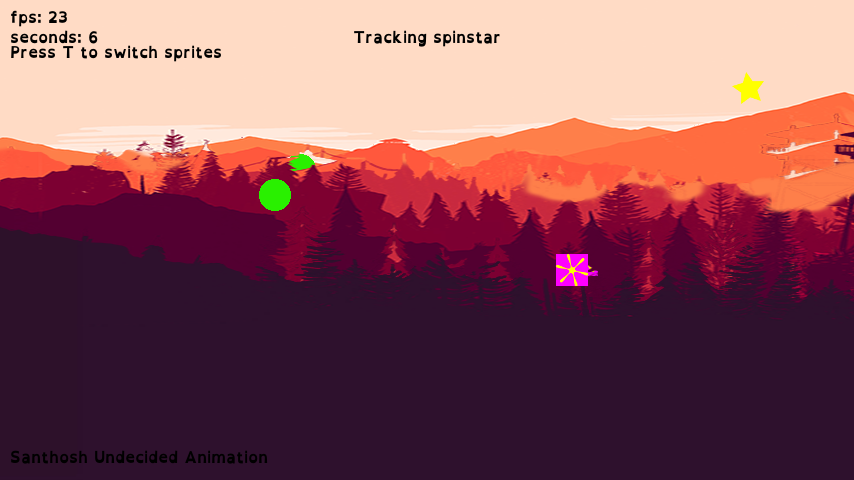 fps: 23
seconds: 6
Press T to switch sprites
Tracking spinstar
Santhosh Undecided Animation